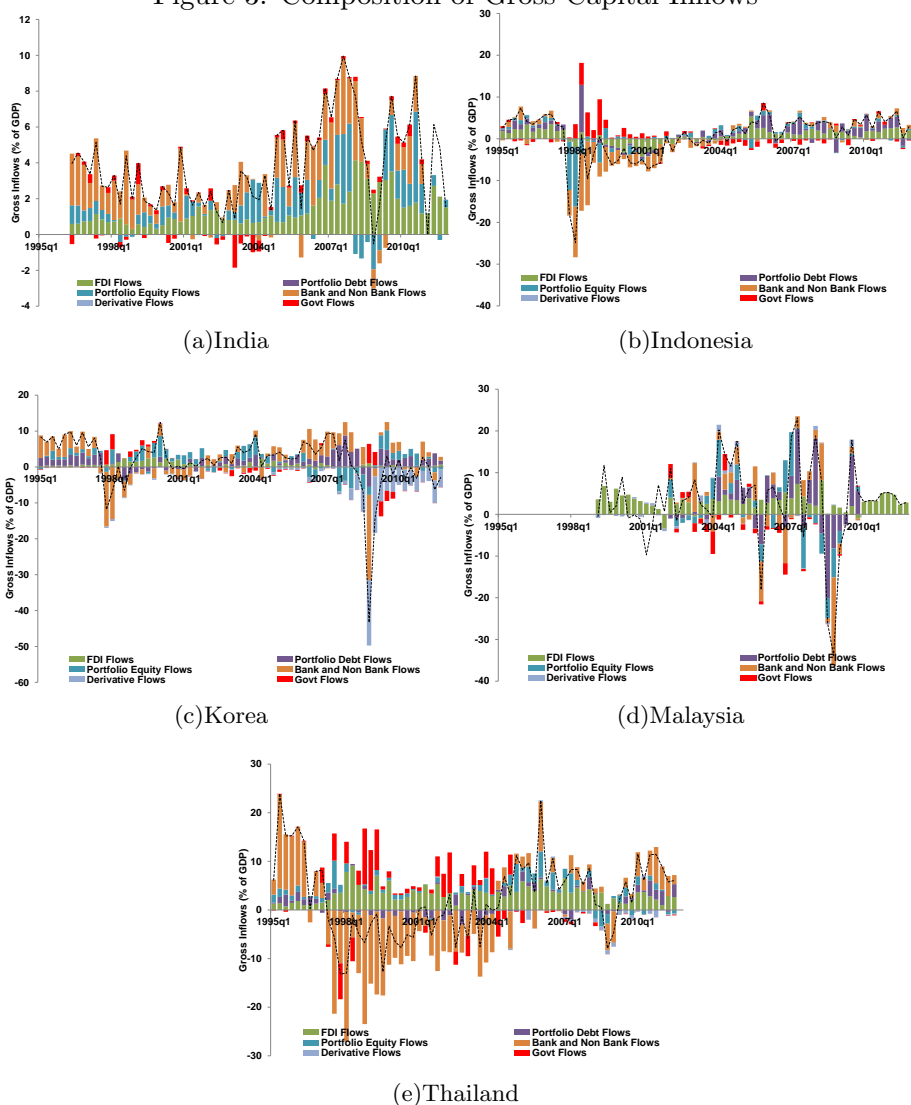 Figure 3: Composition of Gross Capital Inflows
Gross Inflows (% of GDP)
12
10
8
6
4
2
0
-2
-4
1995q1 1998q1 2001q1 2004q1 2007q1 2010q1
FDI Flows Portfolio Debt Flows
Portfolio Equity Flows Bank and Non Bank Flows
Derivative Flows Govt Flows
(a)India
Gross Inflows (% of GDP)
30
20
10
0
-10
-20
-30
-40
1995q1 1998q1 2001q1 2004q1 2007q1 2010q1
FDI Flows Portfolio Debt Flows
Portfolio Equity Flows Bank and Non Bank Flows
Derivative Flows Govt Flows
(b)Indonesia
Gross Inflows (% of GDP)
20
10
0
-10
-20
-30
-40
-50
-60
1995q1 1998q1 2001q1 2004q1 2007q1 2010q1
FDI Flows Portfolio Debt Flows
Portfolio Equity Flows Bank and Non Bank Flows
Derivative Flows Govt Flows
(c)Korea
Gross Inflows (% of GDP)
30
20
10
0
-10
-20
-30
-40
1995q1 1998q1 2001q1 2004q1 2007q1 2010q1
FDI Flows Portfolio Debt Flows
Portfolio Equity Flows Bank and Non Bank Flows
Derivative Flows Govt Flows
(d)Malaysia
Gross Inflows (% of GDP)
30
20
10
0
-10
-20
-30
1995q1 1998q1 2001q1 2004q1 2007q1 2010q1
FDI Flows Portfolio Debt Flows
Portfolio Equity Flows Bank and Non Bank Flows
Derivative Flows Govt Flows
(e)Thailand